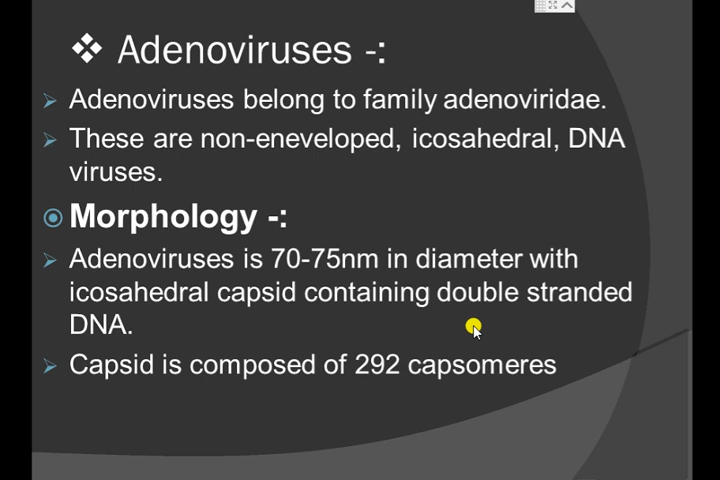 ❖ Adenoviruses -:
➢ Adenoviruses belong to family adenoviridae.
➢ These are non-eneveloped, icosahedral, DNA
viruses.
Morphology -:
➢ Adenoviruses is 70-75nm in diameter with
icosahedral capsid containing double stranded
DNA.
➢ Capsid is composed of 292 capsomeres